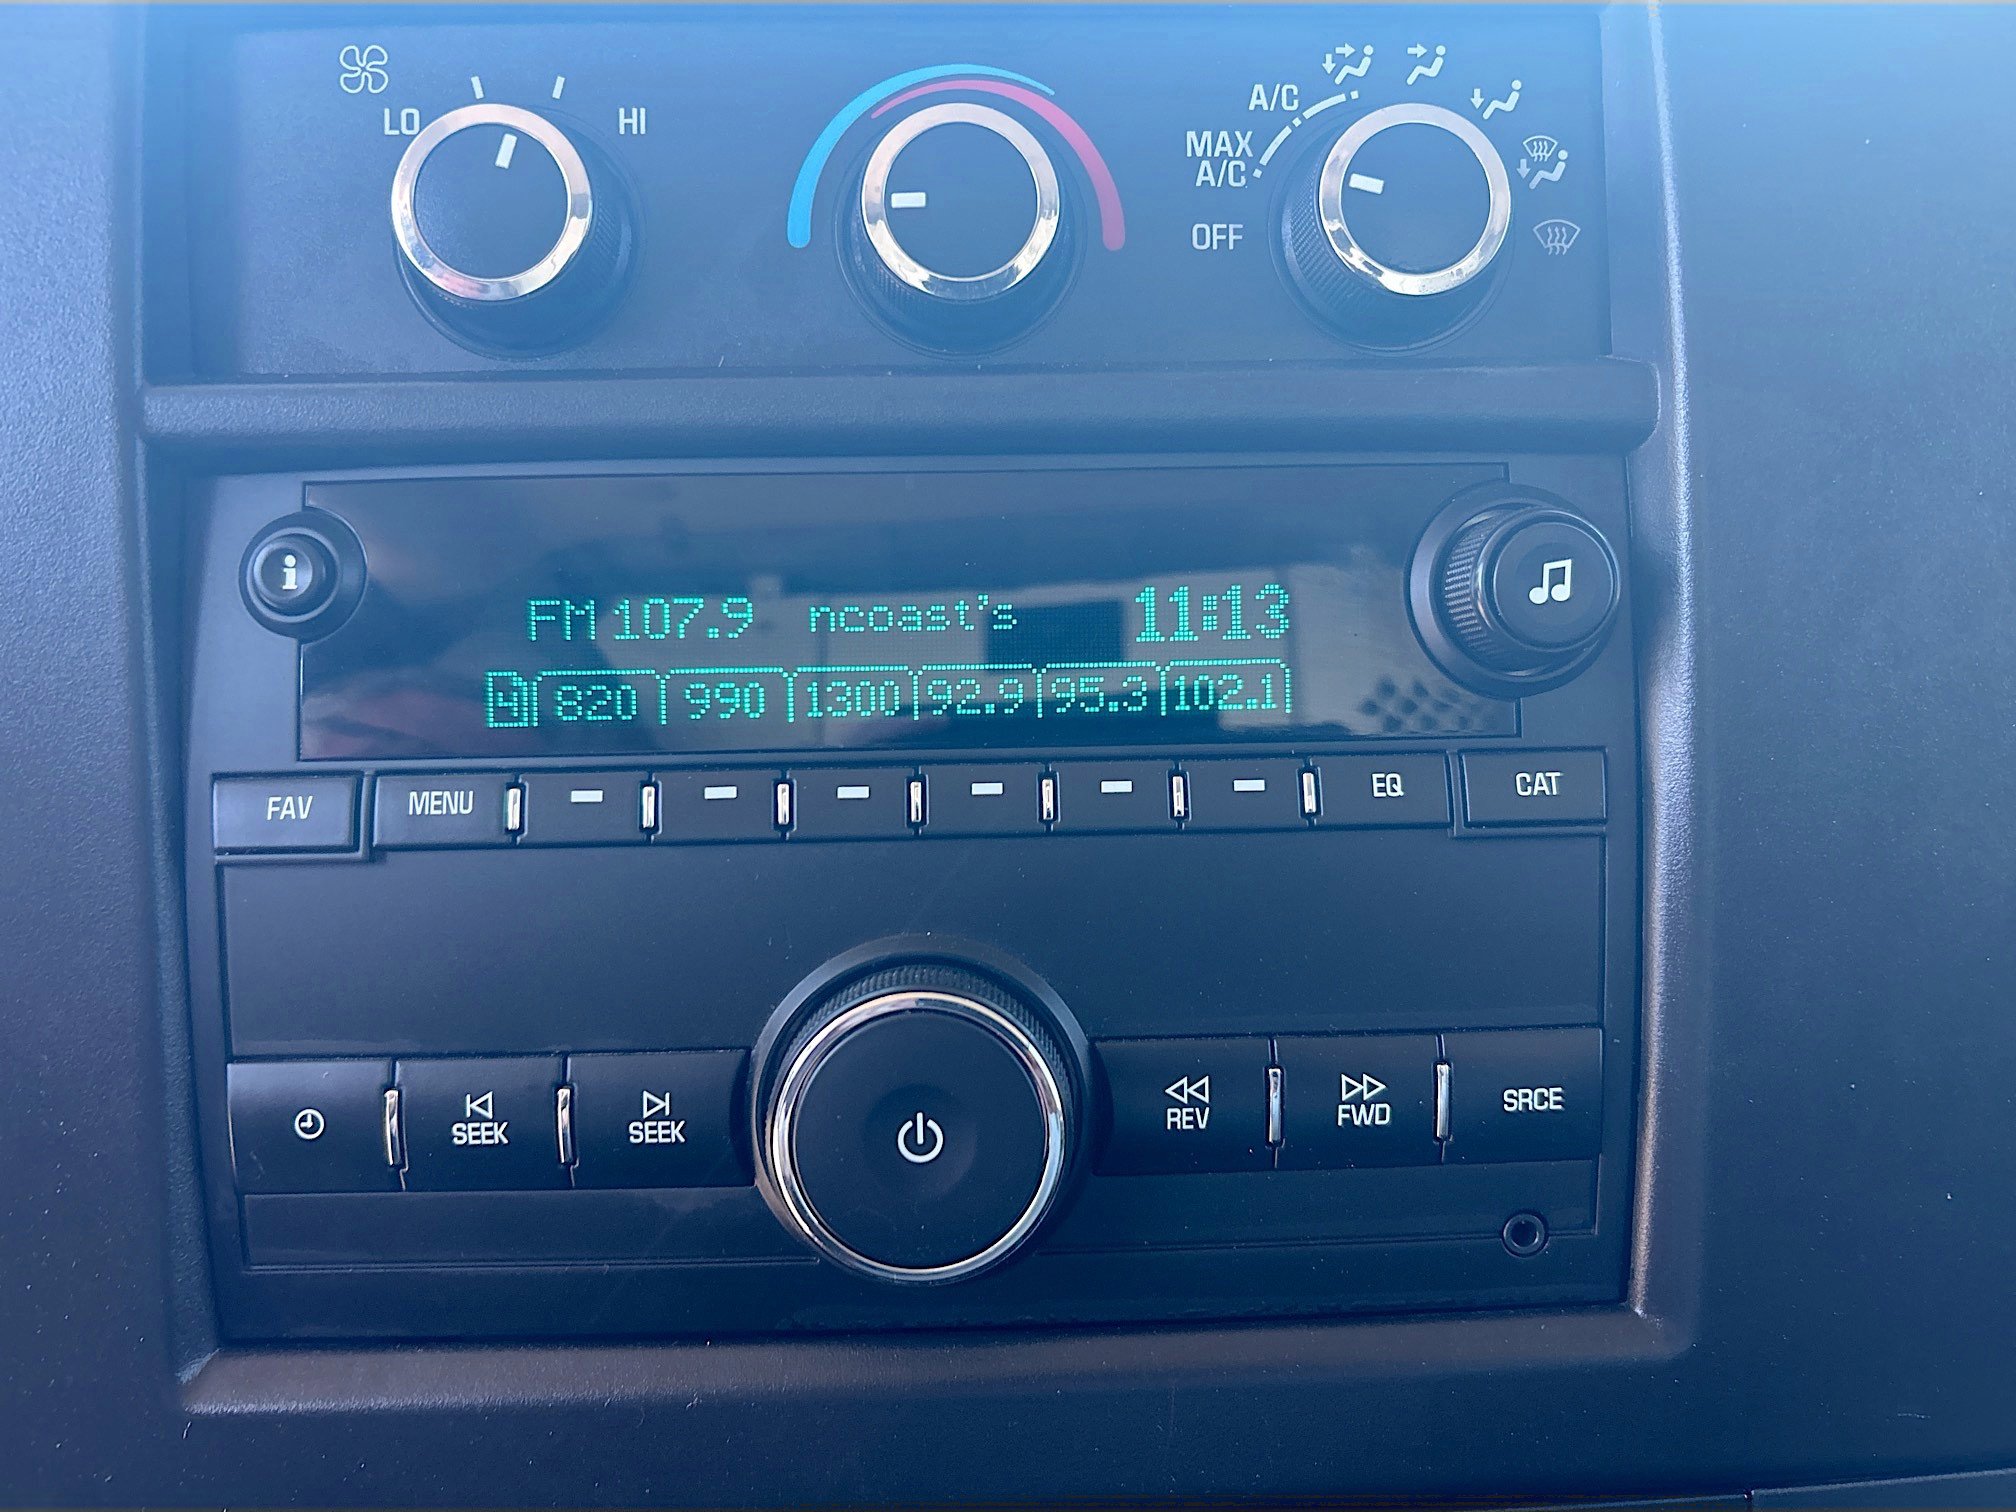 LO
HI
A/C
MAX
A/C
OFF
i
FM 107.9 ncoast's 11:13
820 990 1300 92.9 95.3 102.1
FAV MENU EQ CAT
SEEK SEEK REV FWD SRCE